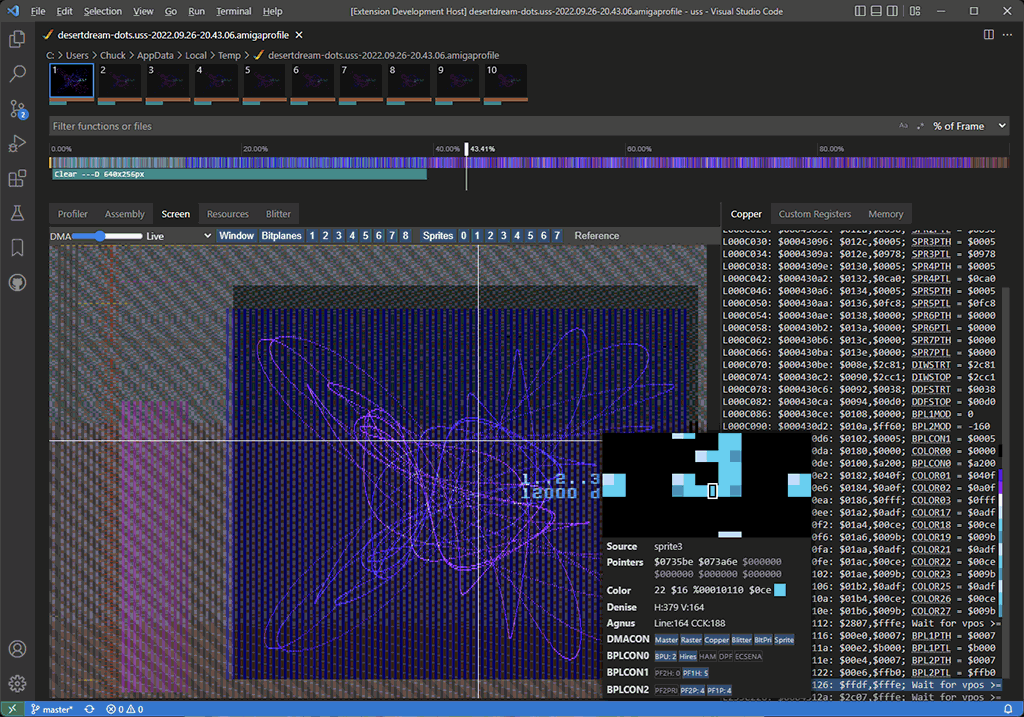 File Edit Selection View Go Run Terminal Help [Extension Development Host] desertdream-dots.uss-2022.09.26-20.43.06.amigaprofile - uss - Visual Studio Code
desertdream-dots.uss-2022.09.26-20.43.06.amigaprofile
C: > Users > Chuck > AppData > Local > Temp > desertdream-dots.uss-2022.09.26-20.43.06.amigaprofile
1 2 3 4 5 6 7 8 9 10
2
Filter functions or files Aa .* % of Frame
0.00% 20.00% 40.00% 43.41% 60.00% 80.00%
Clear ---D 640x256px
Profiler Assembly Screen Resources Blitter
DMA Live Window Bitplanes 1 2 3 4 5 6 7 8 Sprites 0 1 2 3 4 5 6 7 Reference
1..2..3
12000 d
Source sprite3
Pointers $0735be $073a6e $000000
$000000 $000000 $000000
Color 22 $16 %00010110 $0ce
Denise H:379 V:164
Agnus Line:164 CCK:188
DMACON Master Raster Copper Blitter BitPri Sprite
BPLCON0 BPU: 2 Hires HAM DPF ECSENA
BPLCON1 PF2H: 0 PF1H: 5
BPLCON2 PF2PRI PF2P: 4 PF1P: 4
Copper Custom Registers Memory
L000C030: $00043096: $012c,$0005; SPR3PTH = $0005
L000C034: $0004309a: $012e,$0978; SPR3PTL = $0978
L000C038: $0004309e: $0130,$0005; SPR4PTH = $0005
L000C042: $000430a2: $0132,$0ca0; SPR4PTL = $0ca0
L000C046: $000430a6: $0134,$0005; SPR5PTH = $0005
L000C050: $000430aa: $0136,$0fc8; SPR5PTL = $0fc8
L000C054: $000430ae: $0138,$0000; SPR6PTH = $0000
L000C058: $000430b2: $013a,$0000; SPR6PTL = $0000
L000C062: $000430b6: $013c,$0000; SPR7PTH = $0000
L000C066: $000430ba: $013e,$0000; SPR7PTL = $0000
L000C070: $000430be: $008e,$2c81; DIWSTRT = $2c81
L000C074: $000430c2: $0090,$2cc1; DIWSTOP = $2cc1
L000C078: $000430c6: $0092,$0038; DDFSTRT = $0038
L000C082: $000430ca: $0094,$00d0; DDFSTOP = $00d0
L000C086: $000430ce: $0108,$0000; BPL1MOD = 0
L000C090: $000430d2: $010a,$ff60; BPL2MOD = -160
0d6: $0102,$0005; BPLCON1 = $0005
0da: $0180,$0000; COLOR00 = $0000
0de: $0100,$a200; BPLCON0 = $a200
0e2: $0182,$040f; COLOR01 = $040f
0e6: $0184,$0a0f; COLOR02 = $0a0f
0ea: $0186,$0fff; COLOR03 = $0fff
0ee: $01a2,$0adf; COLOR17 = $0adf
0f2: $01a4,$00ce; COLOR18 = $00ce
0f6: $01a6,$009b; COLOR19 = $009b
0fa: $01aa,$0adf; COLOR21 = $0adf
0fe: $01ac,$00ce; COLOR22 = $00ce
102: $01ae,$009b; COLOR23 = $009b
106: $01b2,$0adf; COLOR25 = $0adf
10a: $01b4,$00ce; COLOR26 = $00ce
10e: $01b6,$009b; COLOR27 = $009b
112: $2807,$fffe; Wait for vpos >=
116: $00e0,$0007; BPL1PTH = $0007
11a: $00e2,$b000; BPL1PTL = $b000
11e: $00e4,$0007; BPL2PTH = $0007
122: $00e6,$ffb0; BPL2PTL = $ffb0
126: $ffdf,$fffe; Wait for vpos >=
12a: $2c07,$fffe; Wait for vpos >=
master* 0 0